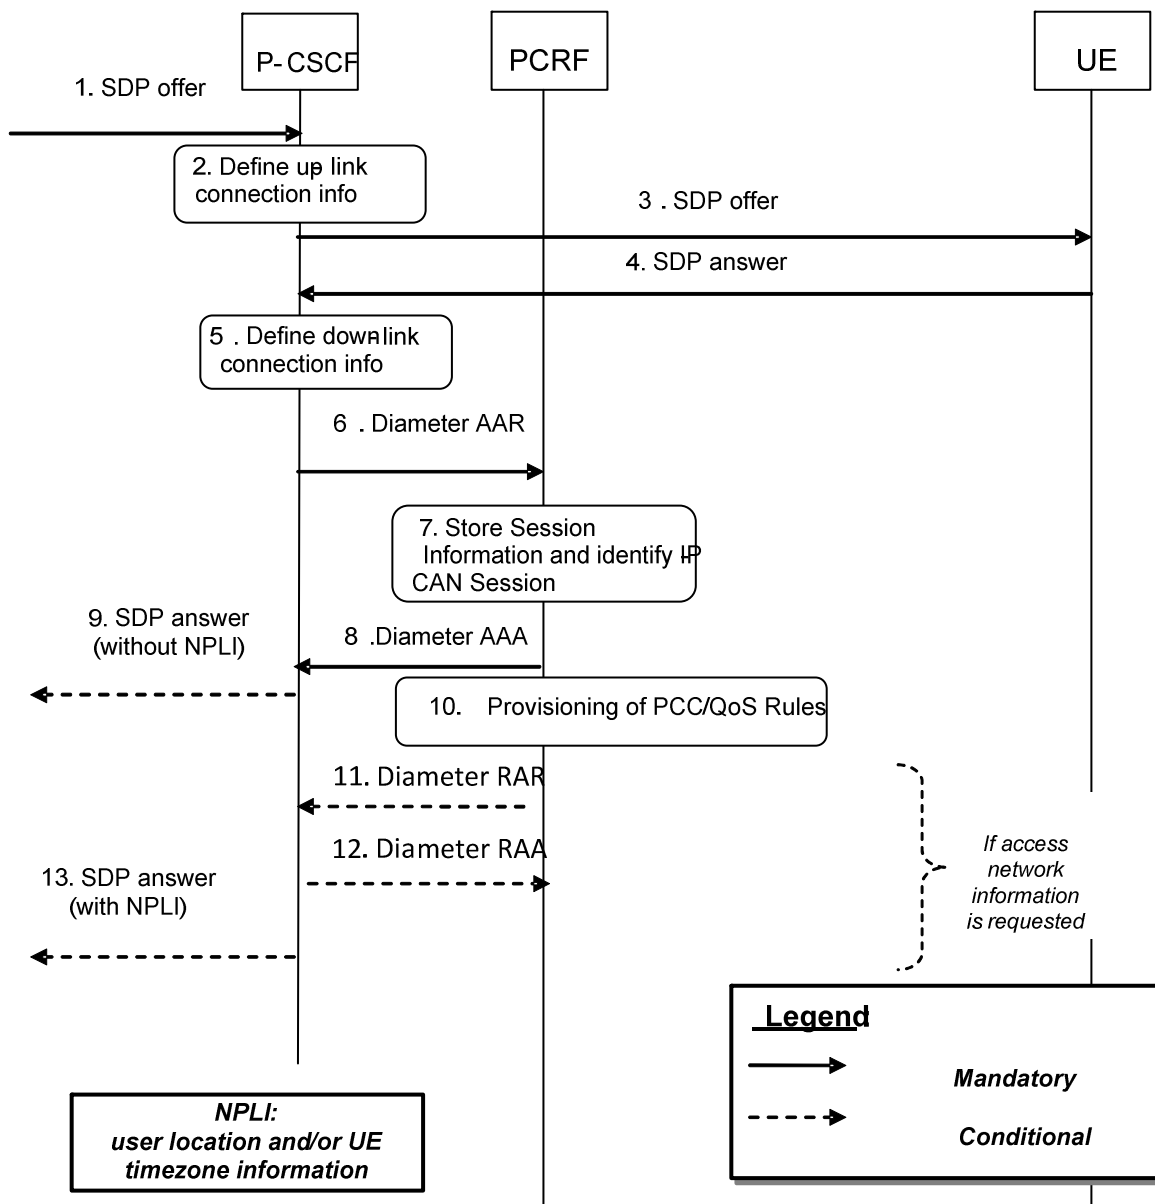 P-CSCF
PCRF
UE
1. SDP offer
2. Define up-link
connection info
3 . SDP offer
4. SDP answer
5 . Define down-link
connection info
6 . Diameter AAR
7. Store Session
Information and identify IP-
CAN Session
9. SDP answer
(without NPLI)
8 .Diameter AAA
10. Provisioning of PCC/QoS Rules
11. Diameter RAR
12. Diameter RAA
13. SDP answer
(with NPLI)
If access
network
information
is requested
Legend:
Mandatory
Conditional
NPLI:
user location and/or UE
timezone information